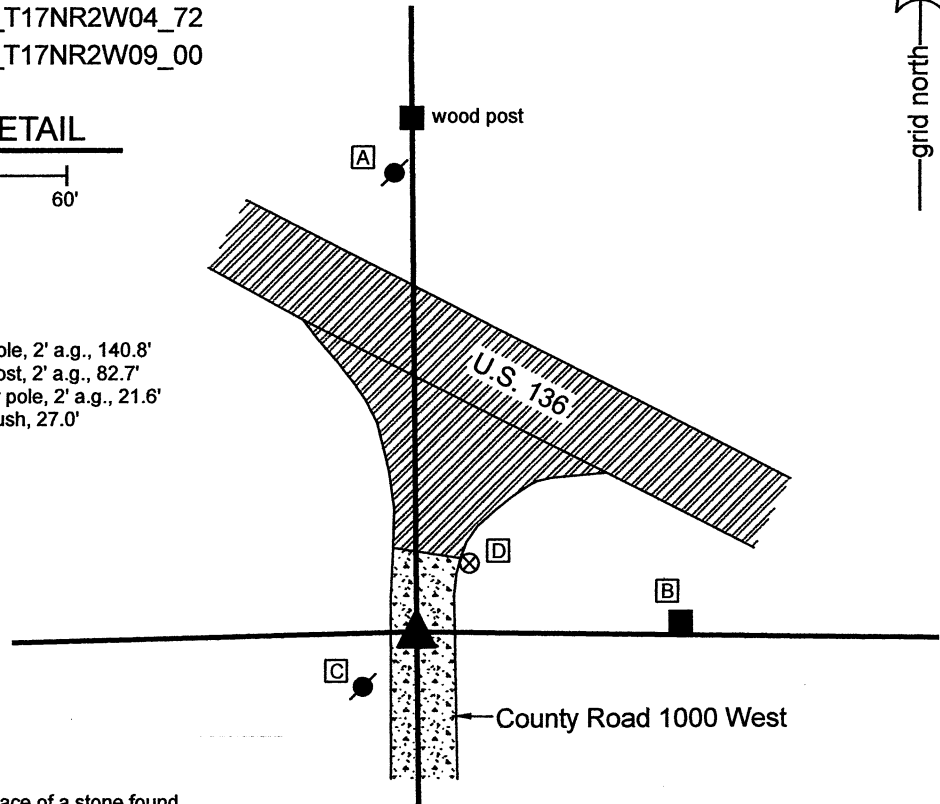 _T17NR2W04_72
_T17NR2W09_00
ETAIL
60'
wood post
A
grid north
ole, 2' a.g., 140.8'
ost, 2' a.g., 82.7'
r pole, 2' a.g., 21.6'
ush, 27.0'
U.S. 136
D
B
C
County Road 1000 West
ace of a stone found